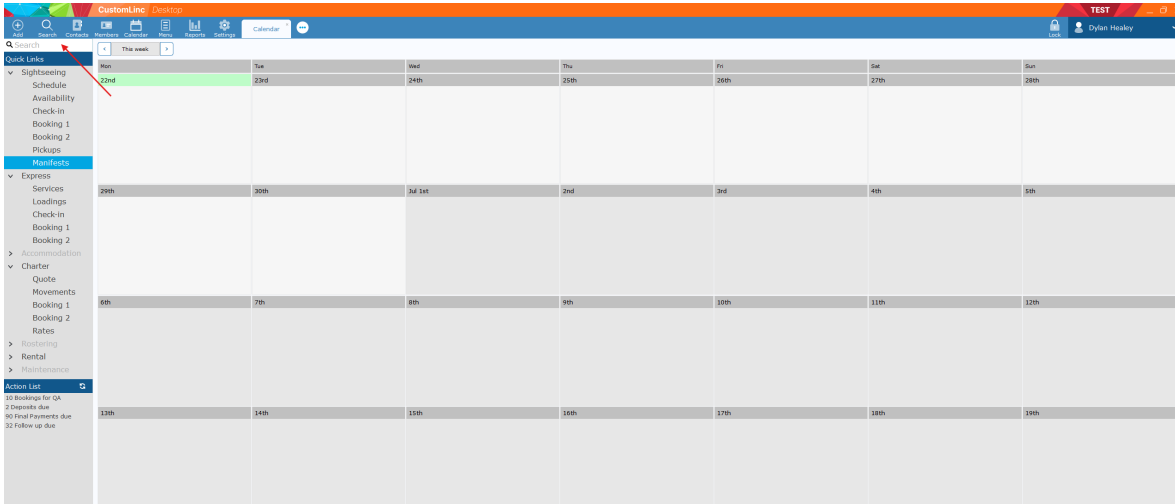 CustomLinc Desktop
TEST
Add Search Contacts Members Calendar Menu Reports Settings
Calendar
Lock
Dylan Healey
Search
This week
Quick Links
Sightseeing
Schedule
Availability
Check-in
Booking 1
Booking 2
Pickups
Manifests
Express
Services
Loadings
Check-in
Booking 1
Booking 2
Accommodation
Charter
Quote
Movements
Booking 1
Booking 2
Rates
Rostering
Rental
Maintenance
Action List
10 Bookings for QA
2 Deposits due
90 Final Payments due
32 Follow up due
Mon Tue Wed Thu Fri Sat Sun
22nd 23rd 24th 25th 26th 27th 28th
29th 30th Jul 1st 2nd 3rd 4th 5th
6th 7th 8th 9th 10th 11th 12th
13th 14th 15th 16th 17th 18th 19th